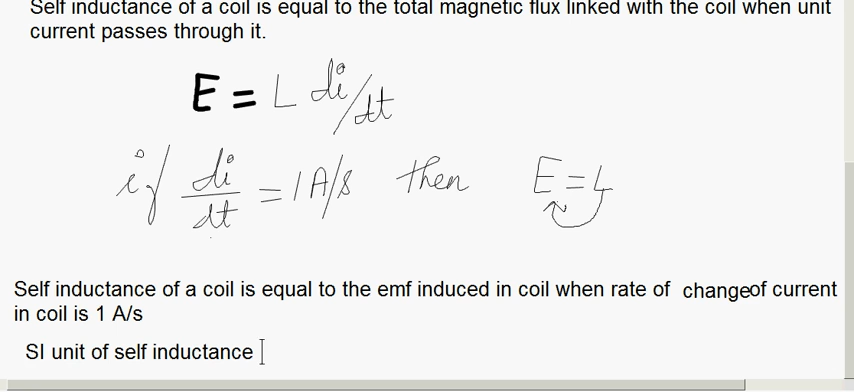 Self inductance of a coil is equal to the total magnetic flux linked with the coil when unit
current passes through it.
E = L di/dt
if di/dt = 1 A/s then E = L
Self inductance of a coil is equal to the emf induced in coil when rate of changeof current
in coil is 1 A/s
SI unit of self inductance